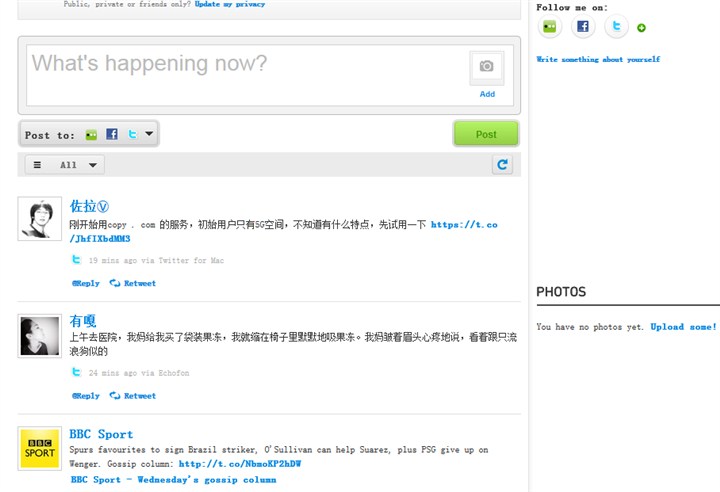 Public, private or friends only? Update my privacy
What's happening now?
Add
Post to:
Post
All
佐拉Ⓥ
刚开始用copy . com 的服务，初始用户只有5G空间，不知道有什么特点，先试用一下 https://t.co
/JhfIXbdMM3
19 mins ago via Twitter for Mac
@Reply Retweet
有嘎
上午去医院，我妈给我买了袋装果冻，我就缩在椅子里默默地吸果冻。我妈皱着眉头心疼地说，看着跟只流
浪狗似的
24 mins ago via Echofon
@Reply Retweet
BBC
SPORT
BBC Sport
Spurs favourites to sign Brazil striker, O'Sullivan can help Suarez, plus PSG give up on
Wenger. Gossip column: http://t.co/NbmoKP2hDW
BBC Sport - Wednesday's gossip column
Follow me on:
Write something about yourself
PHOTOS
You have no photos yet. Upload some!